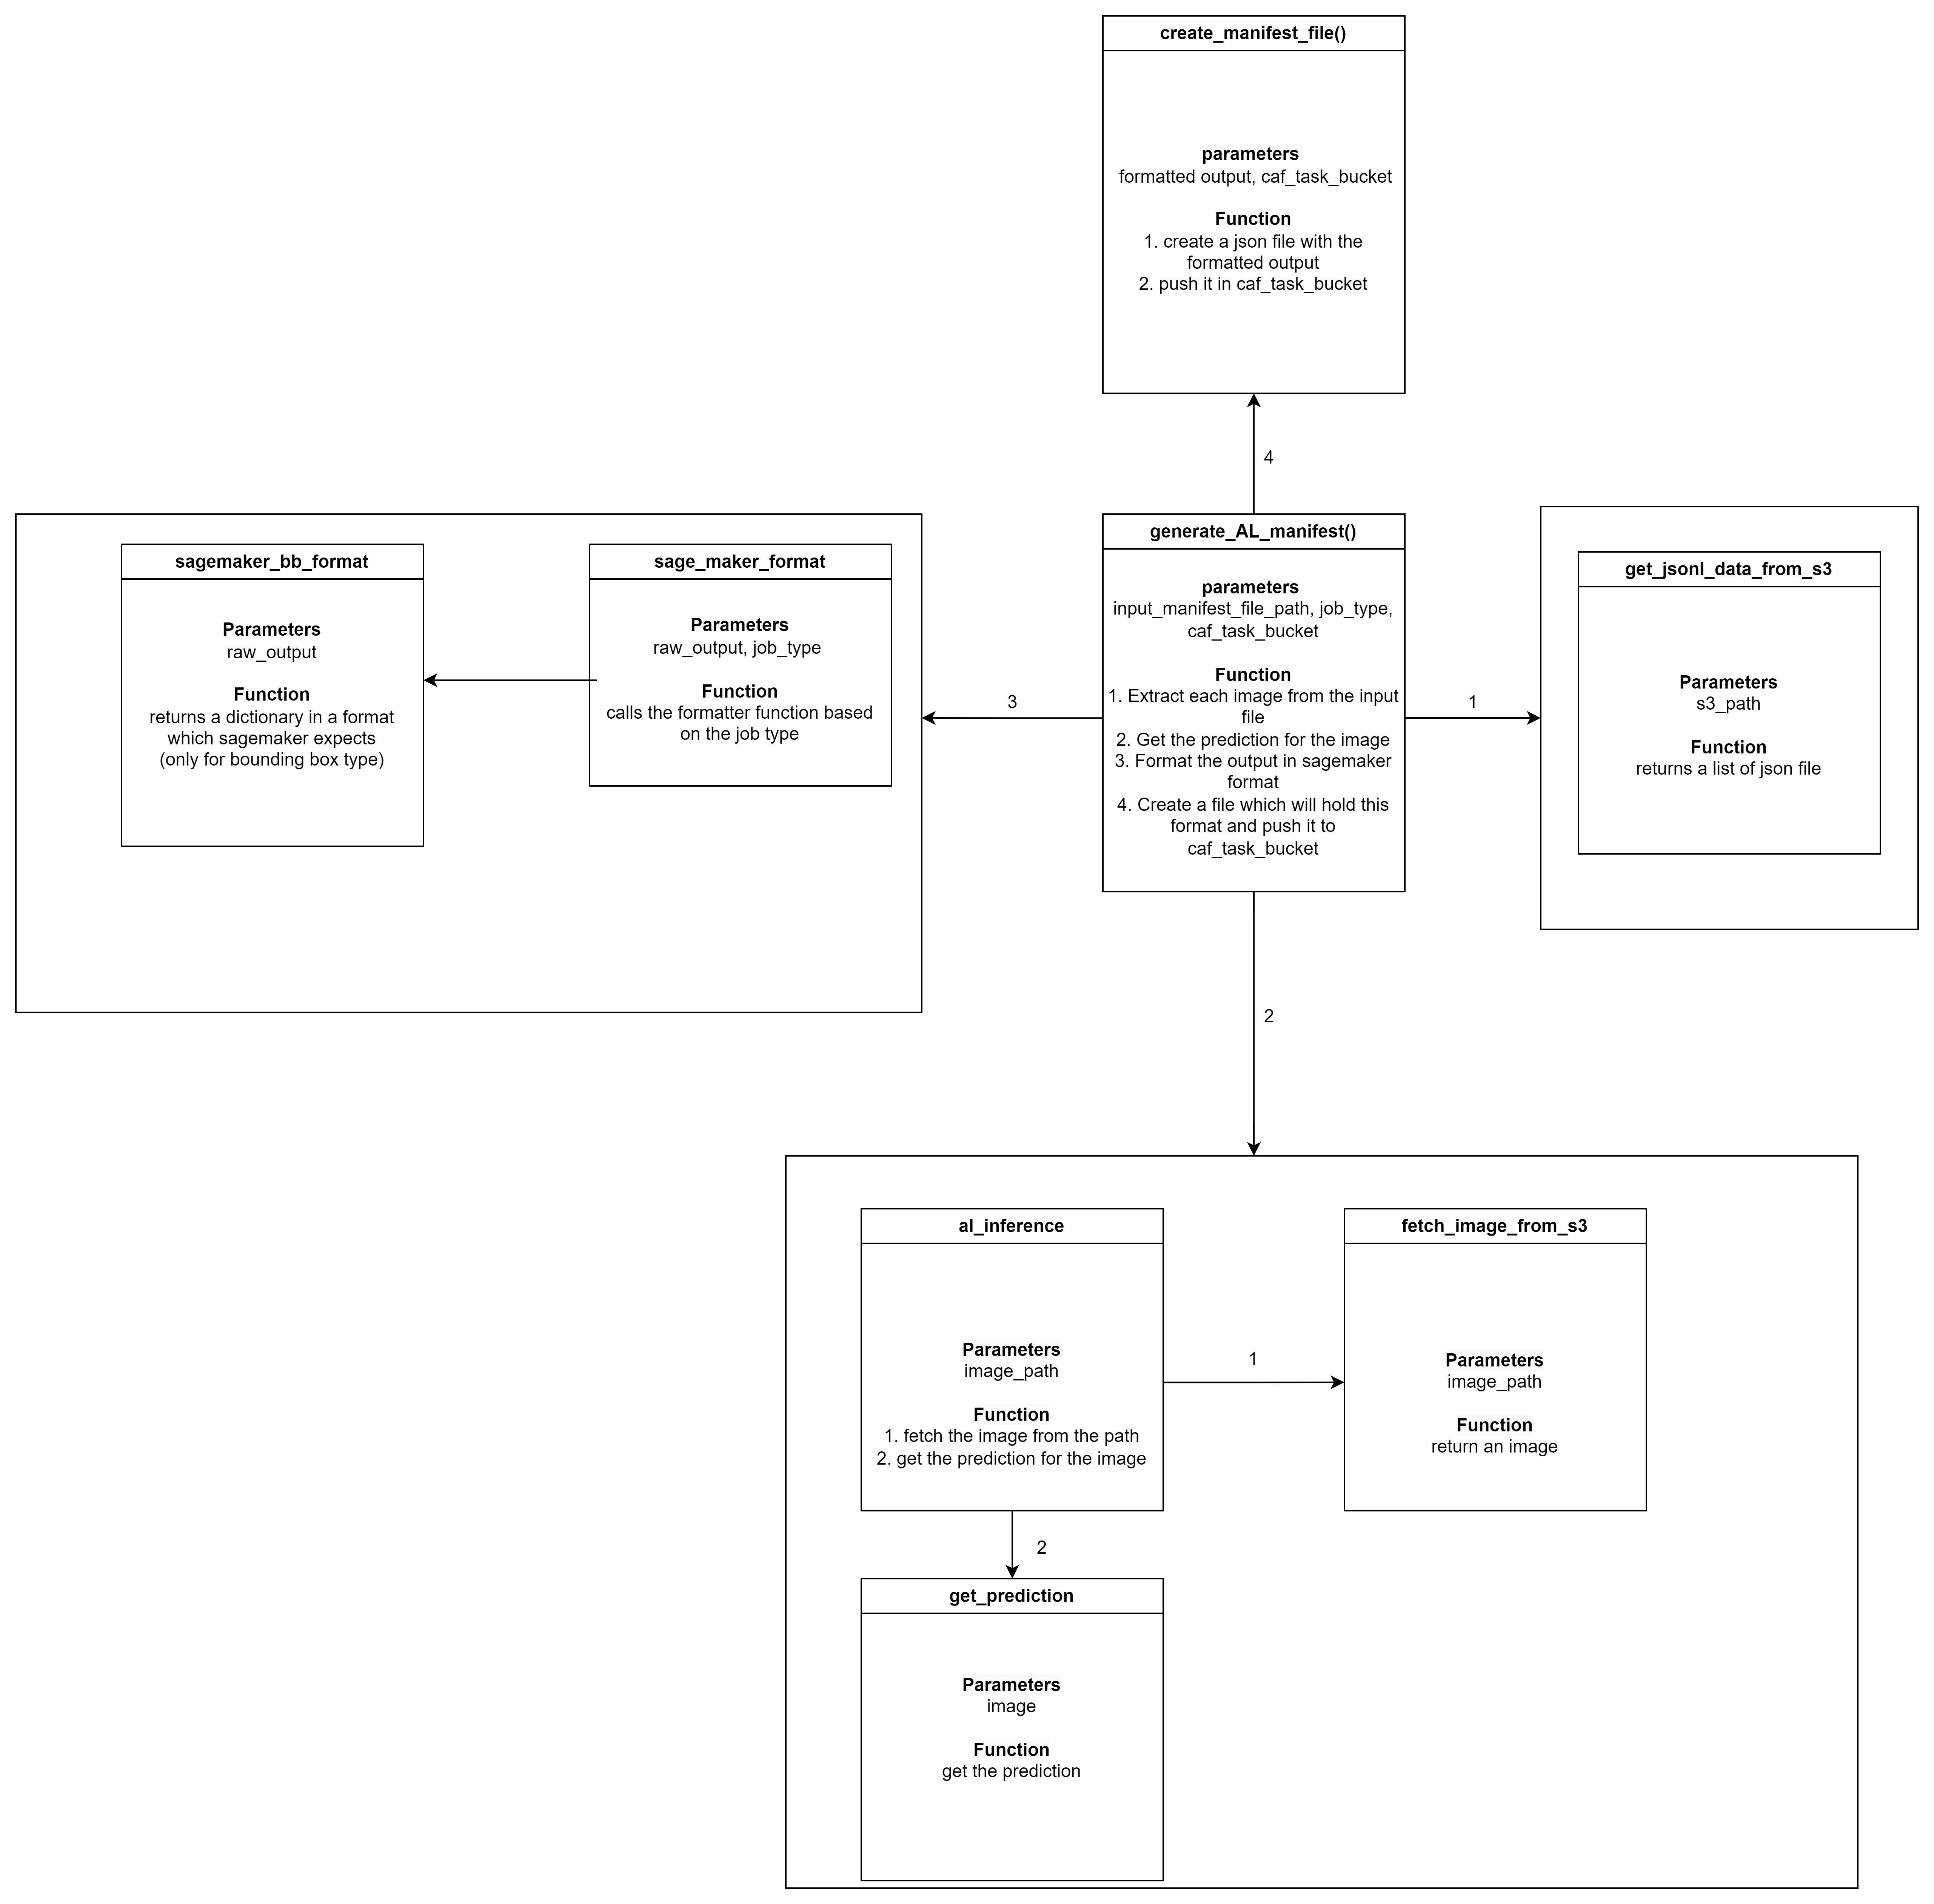 create_manifest_file()
parameters
formatted output, caf_task_bucket
Function
1. create a json file with the
formatted output
2. push it in caf_task_bucket
4
sagemaker_bb_format
Parameters
raw_output
Function
returns a dictionary in a format
which sagemaker expects
(only for bounding box type)
sage_maker_format
Parameters
raw_output, job_type
Function
calls the formatter function based
on the job type
3
generate_AL_manifest()
parameters
input_manifest_file_path, job_type,
caf_task_bucket
Function
1. Extract each image from the input
file
2. Get the prediction for the image
3. Format the output in sagemaker
format
4. Create a file which will hold this
format and push it to
caf_task_bucket
1
get_jsonl_data_from_s3
Parameters
s3_path
Function
returns a list of json file
2
al_inference
Parameters
image_path
Function
1. fetch the image from the path
2. get the prediction for the image
1
fetch_image_from_s3
Parameters
image_path
Function
return an image
2
get_prediction
Parameters
image
Function
get the prediction